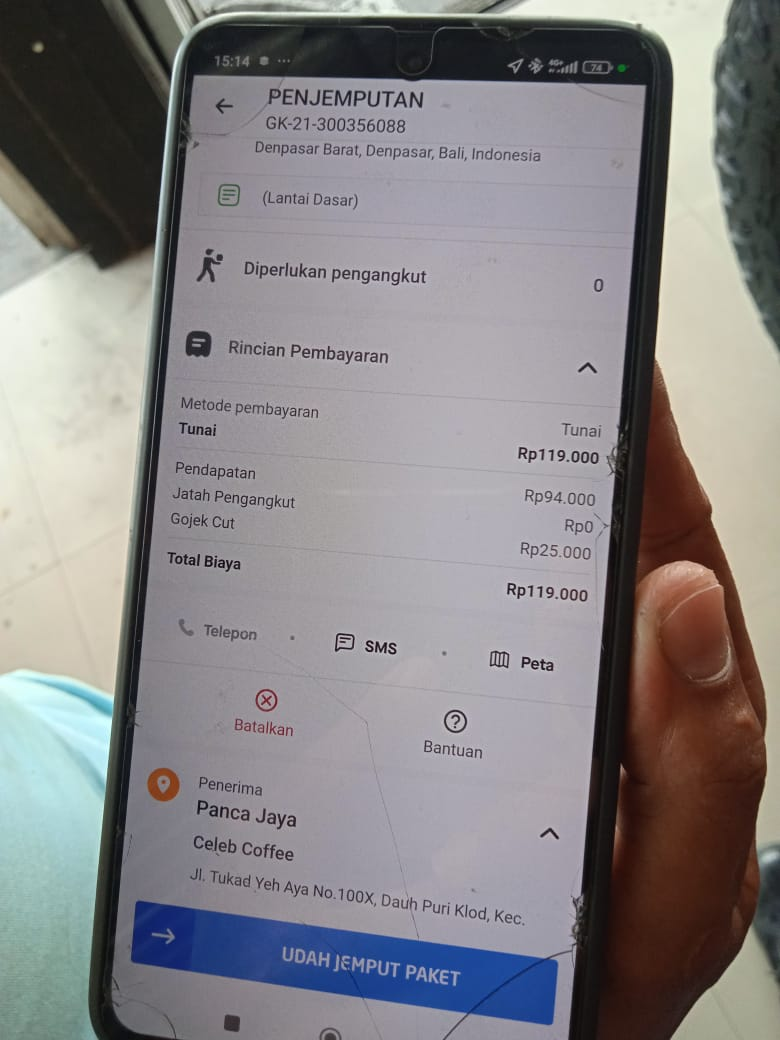 15:14
4G+
74
PENJEMPUTAN
GK-21-300356088
Denpasar Barat, Denpasar, Bali, Indonesia
(Lantai Dasar)
Diperlukan pengangkut 0
Rincian Pembayaran
Metode pembayaran Tunai
Tunai Rp119.000
Pendapatan Rp94.000
Jatah Pengangkut Rp0
Gojek Cut Rp25.000
Total Biaya Rp119.000
Telepon · SMS · Peta
Batalkan Bantuan
Penerima
Panca Jaya
Celeb Coffee
Jl. Tukad Yeh Aya No.100X, Dauh Puri Klod, Kec.
UDAH JEMPUT PAKET